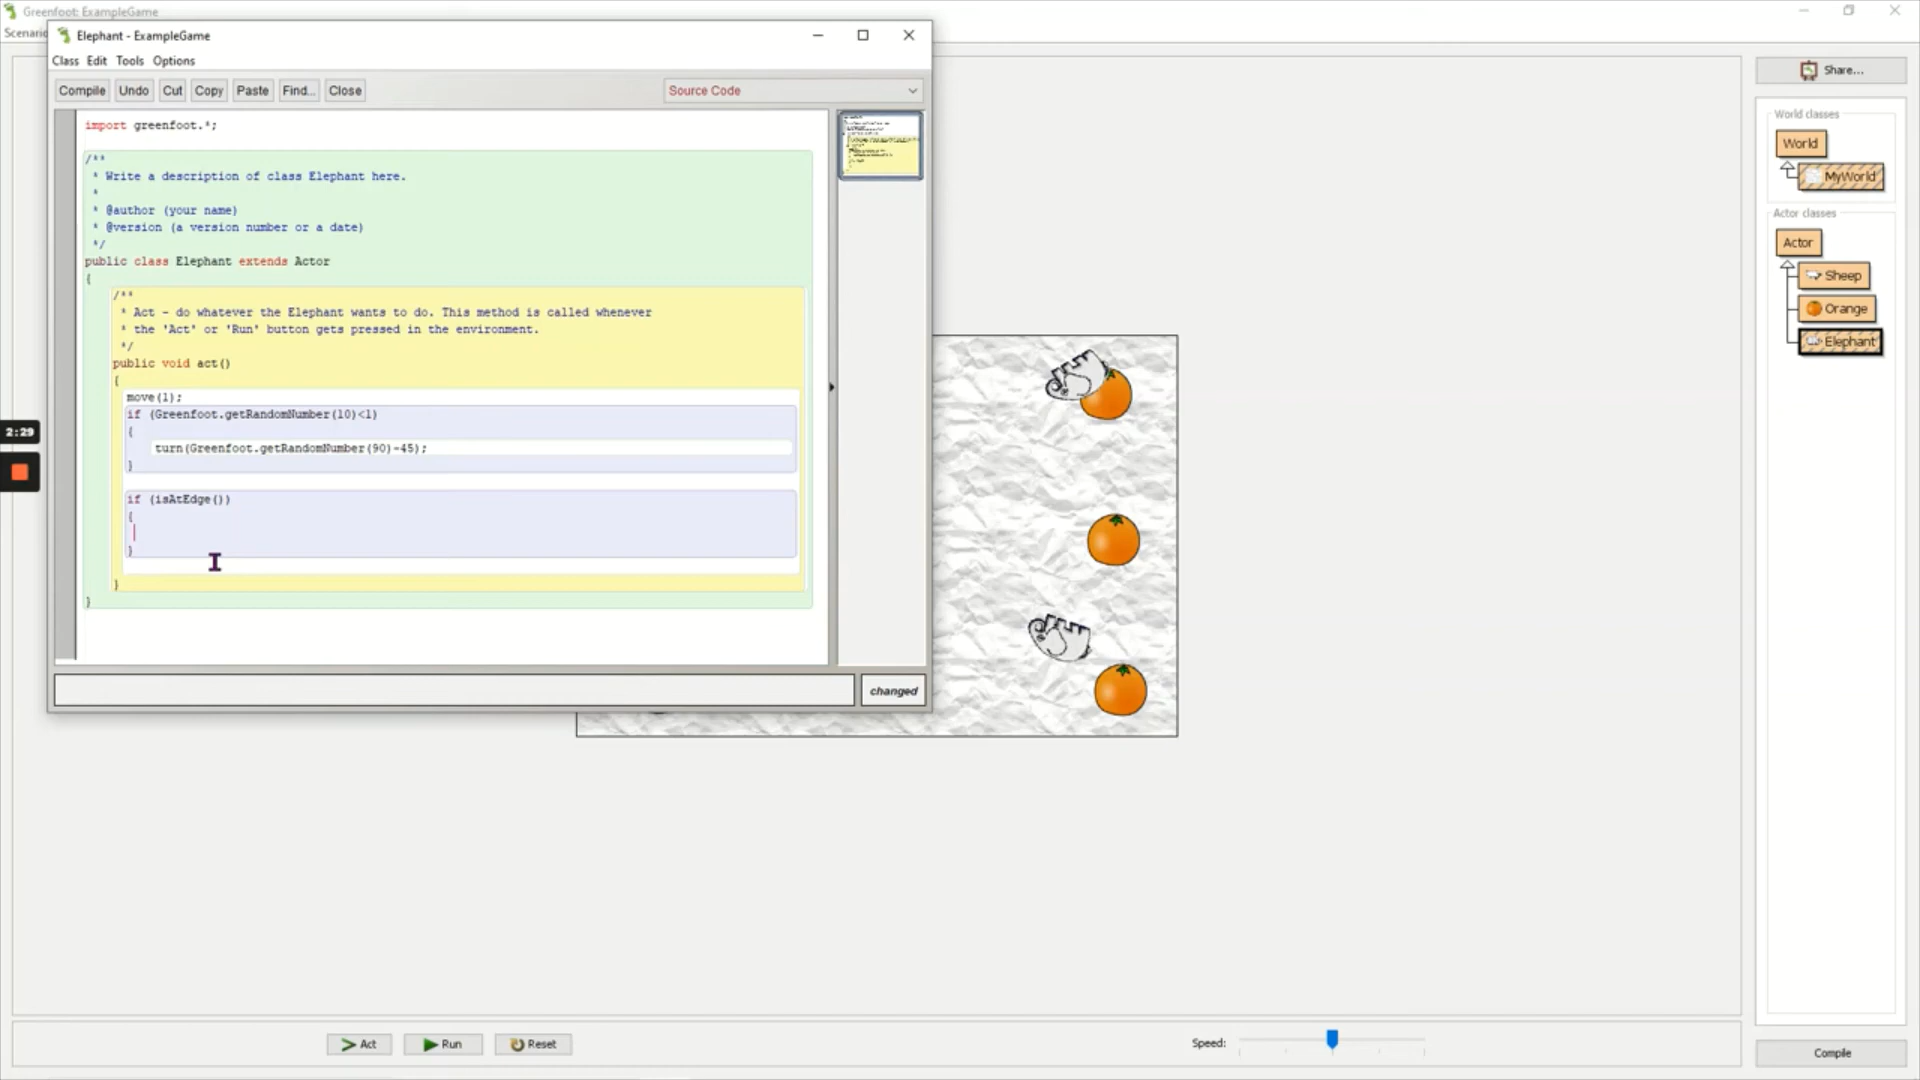 Greenfoot: ExampleGame
Scenario
Elephant - ExampleGame
Class Edit Tools Options
Compile Undo Cut Copy Paste Find... Close Source Code
import greenfoot.*;
/**
* Write a description of class Elephant here.
*
* @author (your name)
* @version (a version number or a date)
*/
public class Elephant extends Actor
{
/**
* Act - do whatever the Elephant wants to do. This method is called whenever
* the 'Act' or 'Run' button gets pressed in the environment.
*/
public void act()
{
move(1);
if (Greenfoot.getRandomNumber(10)<1)
{
turn(Greenfoot.getRandomNumber(90)-45);
}
if (isAtEdge())
{
}
}
}
changed
2:29
Share...
World classes
World
MyWorld
Actor classes
Actor
Sheep
Orange
Elephant
Act Run Reset Speed:
Compile